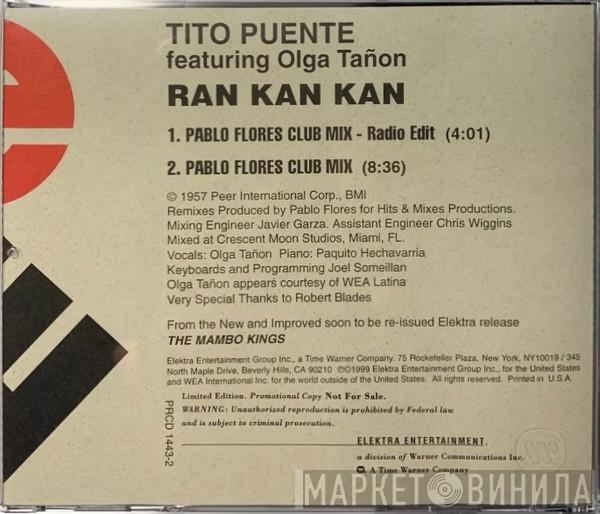 TITO PUENTE
featuring Olga Tañon
RAN KAN KAN
1. PABLO FLORES CLUB MIX - Radio Edit (4:01)
2. PABLO FLORES CLUB MIX (8:36)
© 1957 Peer International Corp., BMI
Remixes Produced by Pablo Flores for Hits & Mixes Productions.
Mixing Engineer Javier Garza. Assistant Engineer Chris Wiggins
Mixed at Crescent Moon Studios, Miami, FL.
Vocals: Olga Tañon Piano: Paquito Hechavarria
Keyboards and Programming Joel Someillan
Olga Tañon appears courtesy of WEA Latina
Very Special Thanks to Robert Blades
From the New and Improved soon to be re-issued Elektra release
THE MAMBO KINGS
Elektra Entertainment Group Inc., a Time Warner Company. 75 Rockefeller Plaza, New York, NY10019 / 345
North Maple Drive, Beverly Hills, CA 90210 ℗©1999 Elektra Entertainment Group Inc., for the United States
and WEA International Inc. for the world outside of the United States. All rights reserved. Printed in U.S.A.
Limited Edition. Promotional Copy Not For Sale.
WARNING: Unauthorized reproduction is prohibited by Federal law
and is subject to criminal prosecution.
PRCD 1443-2
ELEKTRA ENTERTAINMENT,
a division of Warner Communications Inc.
A Time Warner Company
МАРКЕТ ВИНИЛА